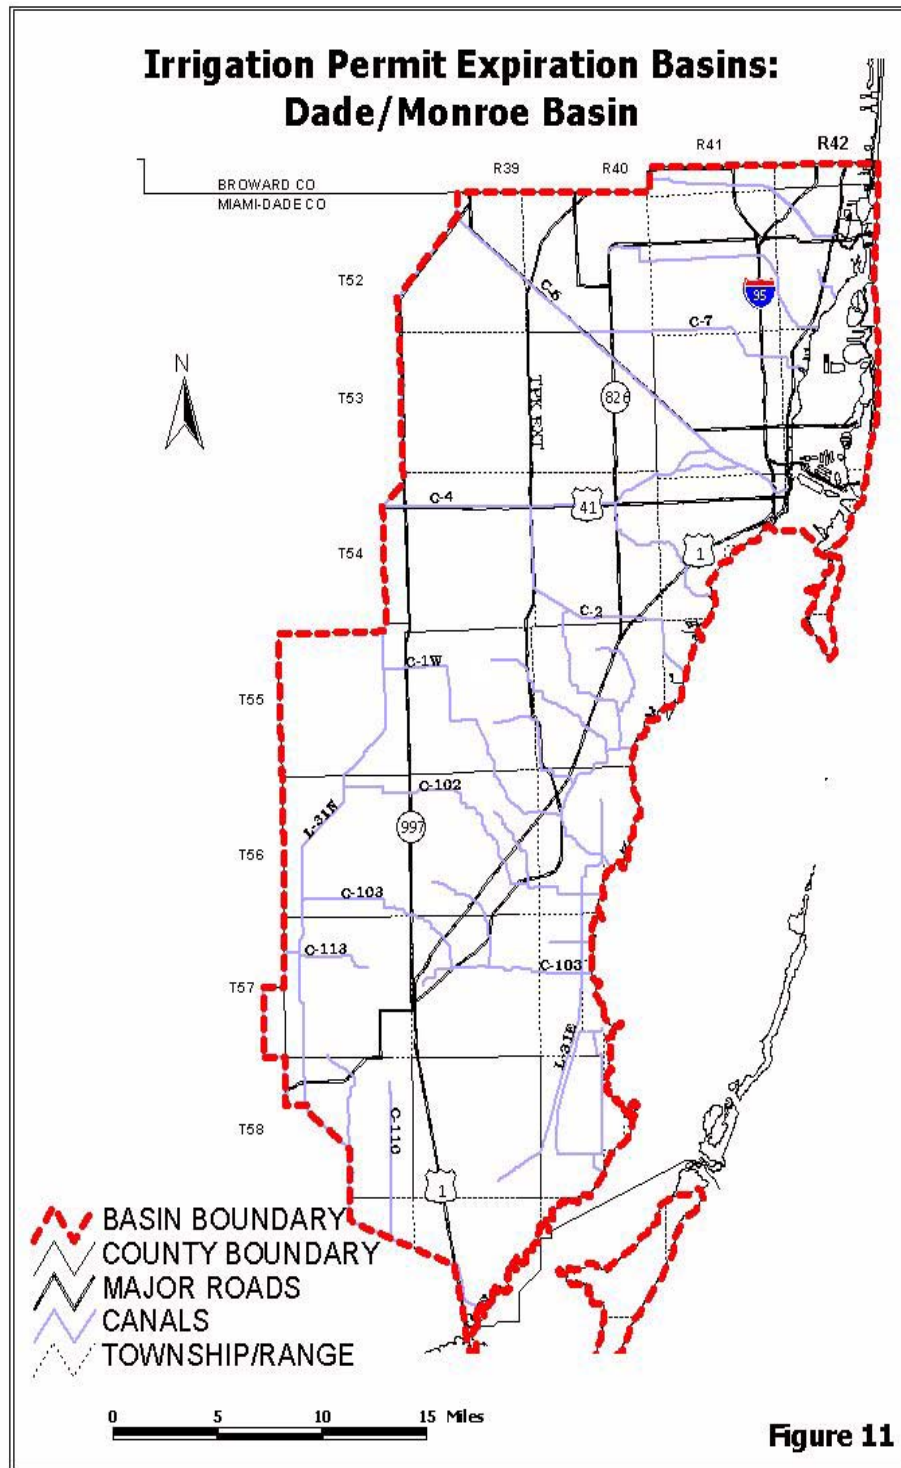 Irrigation Permit Expiration Basins:
Dade/Monroe Basin
R39
R40
R41
R42
BROWARD CO
MIAMI-DADE CO
T52
C-6
95
C-7
N
T53
TPK EXT
826
C-4
41
T54
1
C-2
C-1W
T55
C-102
L-31N
997
T56
C-103
C-113
C-103
T57
L-31E
T58
C-110
1
BASIN BOUNDARY
COUNTY BOUNDARY
MAJOR ROADS
CANALS
TOWNSHIP/RANGE
0 5 10 15 Miles
Figure 11